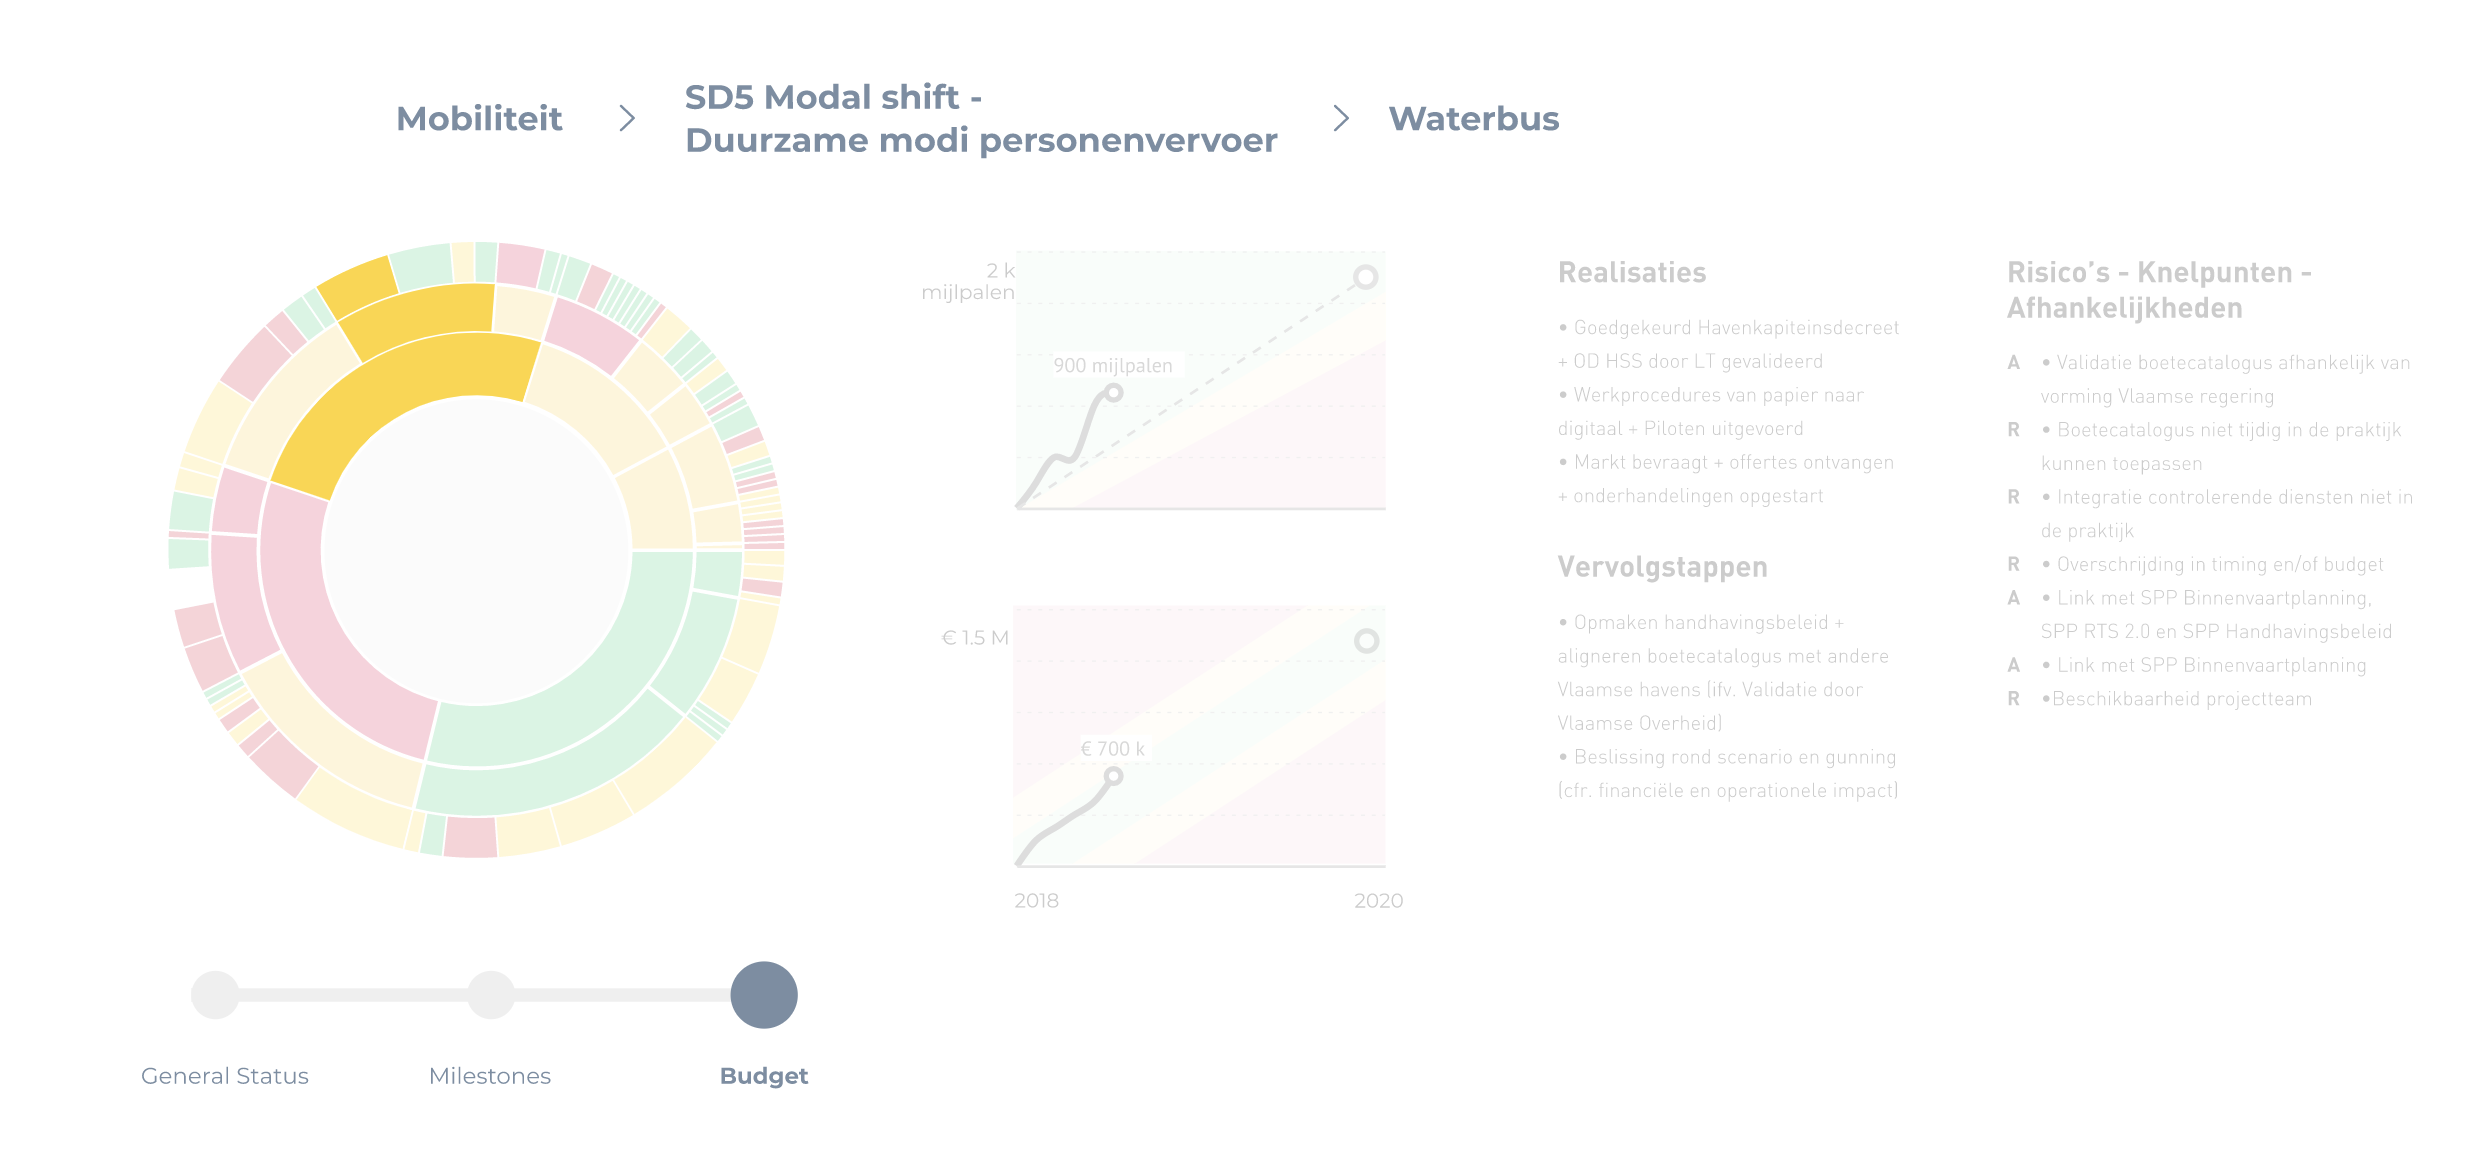 Mobiliteit
SD5 Modal shift -
Duurzame modi personenvervoer
Waterbus
2 k
mijlpalen
900 mijlpalen
€ 1.5 M
€ 700 k
2018
2020
Realisaties
• Goedgekeurd Havenkapiteinsdecreet
+ OD HSS door LT gevalideerd
• Werkprocedures van papier naar
digitaal + Piloten uitgevoerd
• Markt bevraagt + offertes ontvangen
+ onderhandelingen opgestart
Vervolgstappen
• Opmaken handhavingsbeleid +
aligneren boetecatalogus met andere
Vlaamse havens (ifv. Validatie door
Vlaamse Overheid)
• Beslissing rond scenario en gunning
(cfr. financiële en operationele impact)
Risico’s - Knelpunten -
Afhankelijkheden
A • Validatie boetecatalogus afhankelijk van
vorming Vlaamse regering
R • Boetecatalogus niet tijdig in de praktijk
kunnen toepassen
R • Integratie controlerende diensten niet in
de praktijk
R • Overschrijding in timing en/of budget
A • Link met SPP Binnenvaartplanning,
SPP RTS 2.0 en SPP Handhavingsbeleid
A • Link met SPP Binnenvaartplanning
R •Beschikbaarheid projectteam
General Status
Milestones
Budget